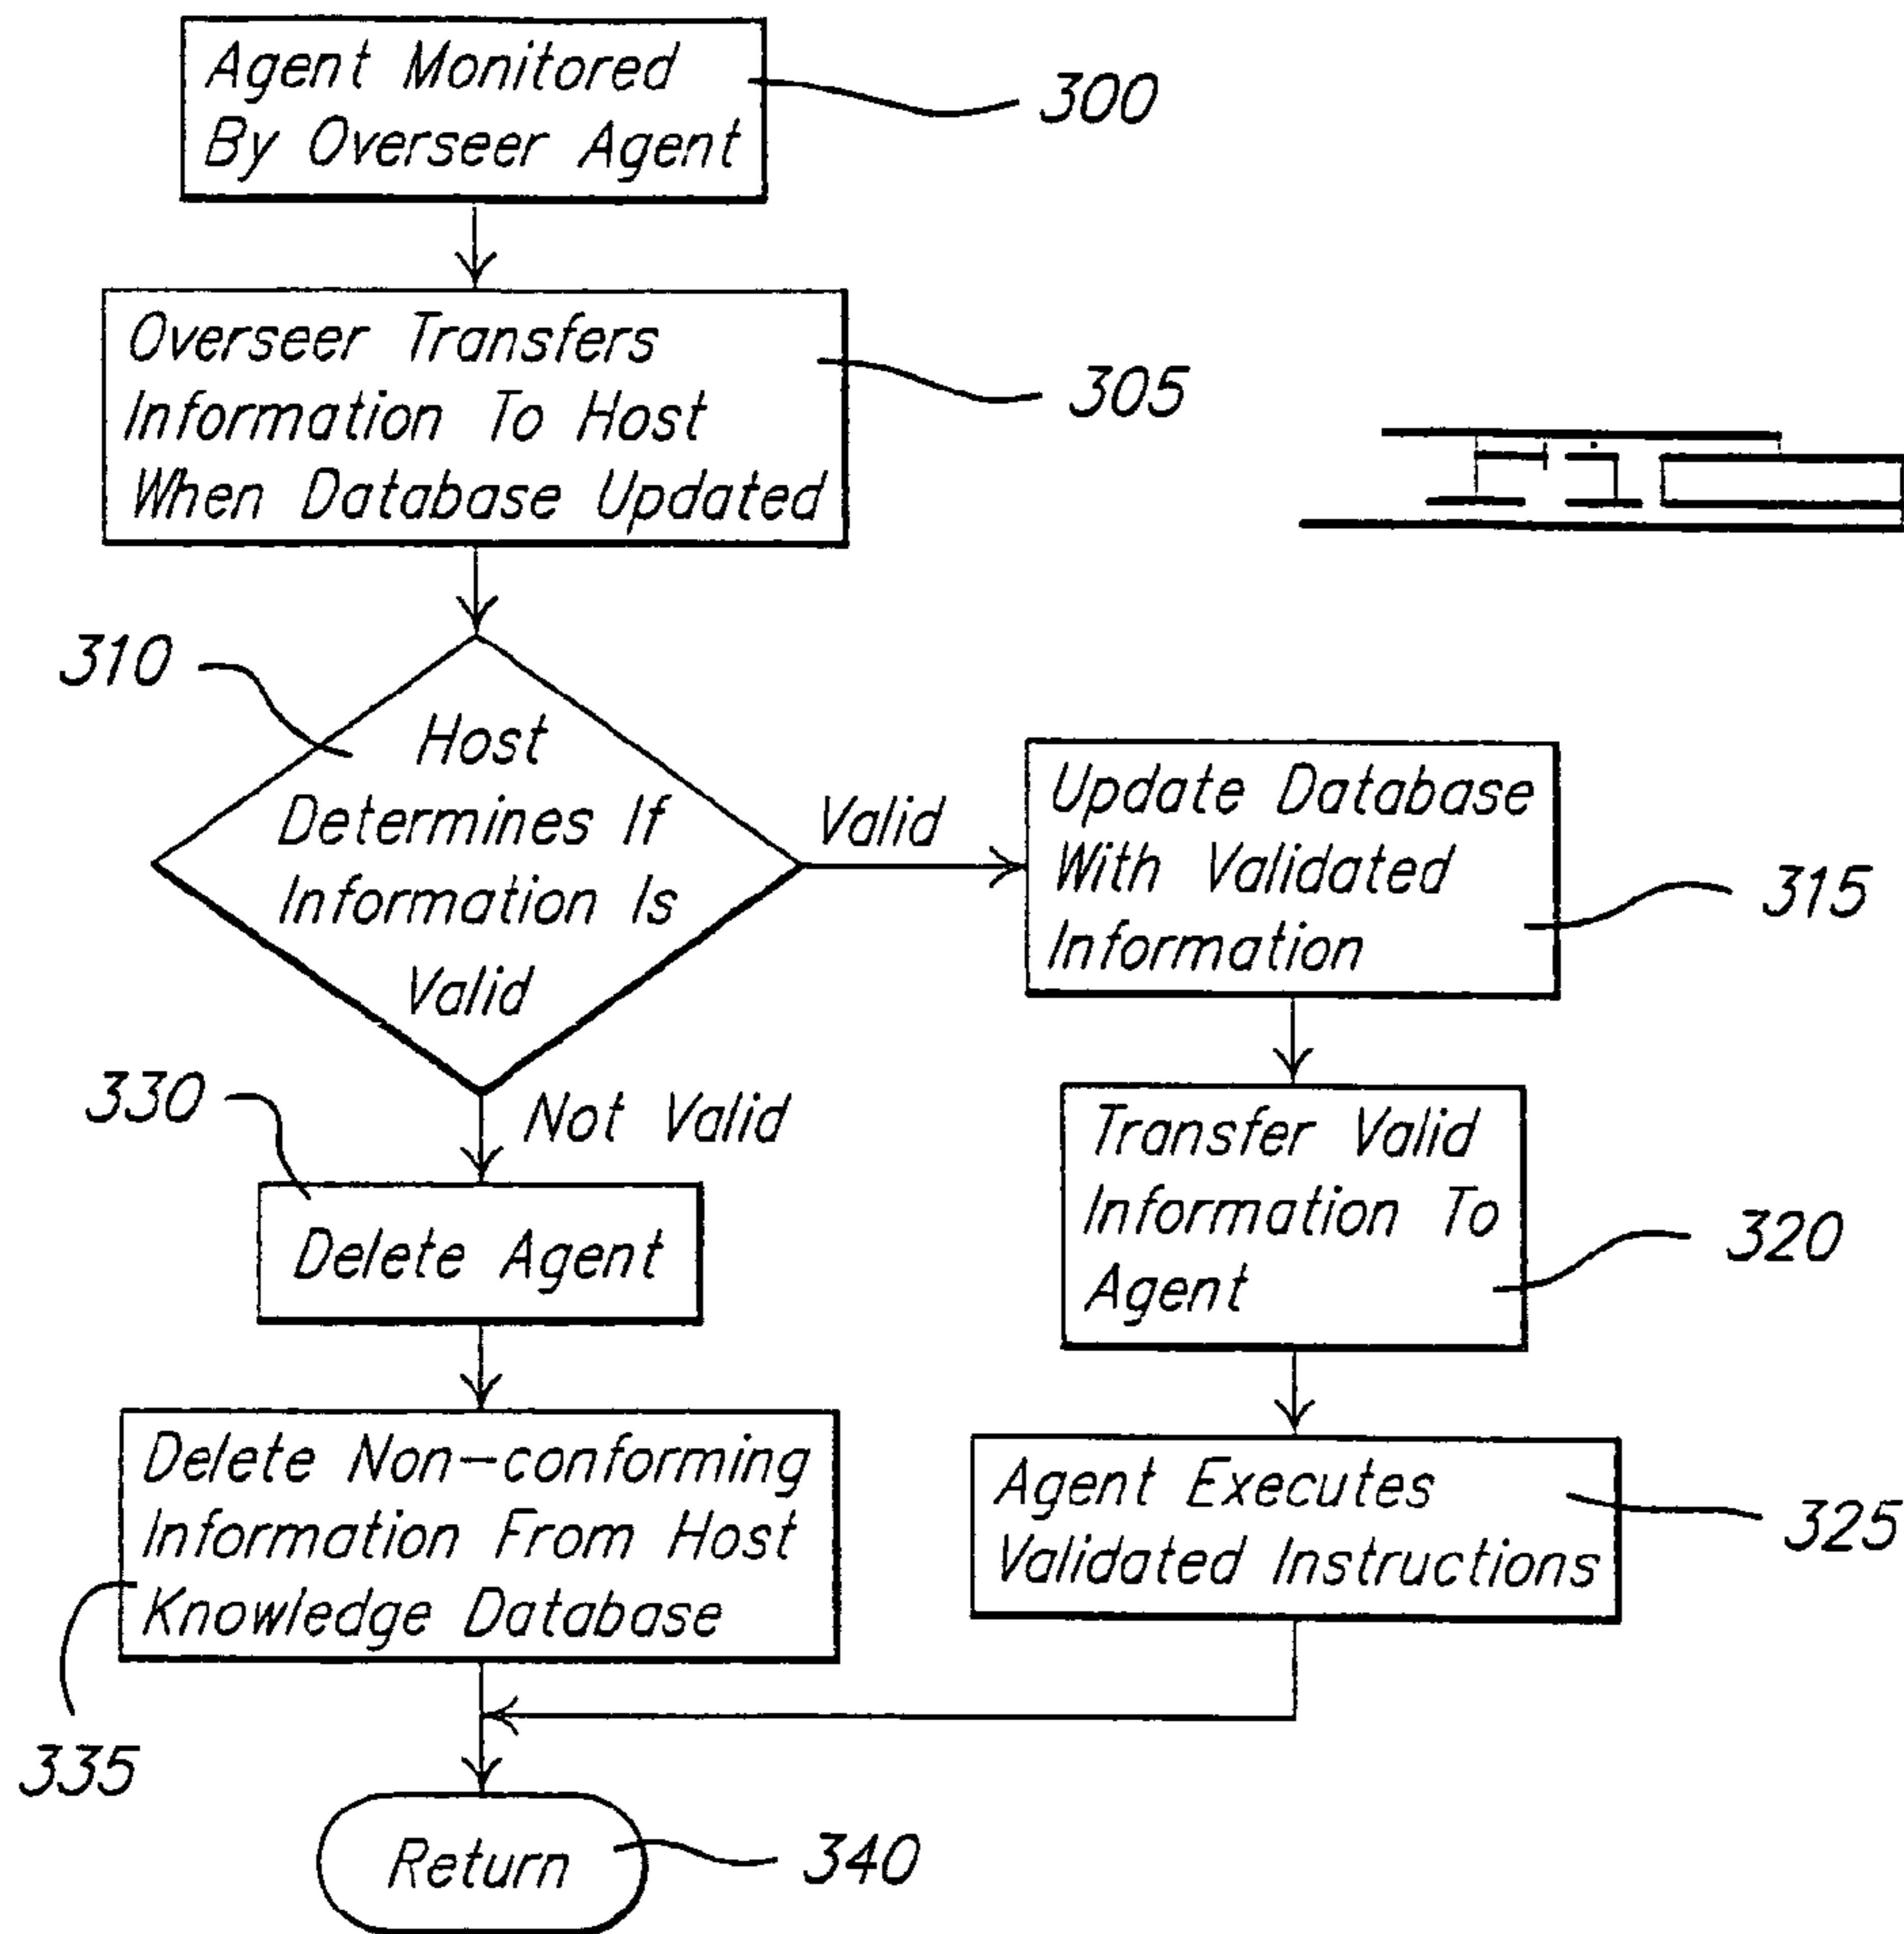 Agent Monitored
By Overseer Agent
300
Overseer Transfers
Information To Host
When Database Updated
305
310
Host
Determines If
Information Is
Valid
Valid
Update Database
With Validated
Information
315
330
Not Valid
Transfer Valid
Information To
Agent
320
Delete Agent
Delete Non-conforming
Information From Host
Knowledge Database
335
Agent Executes
Validated Instructions
325
Return
340